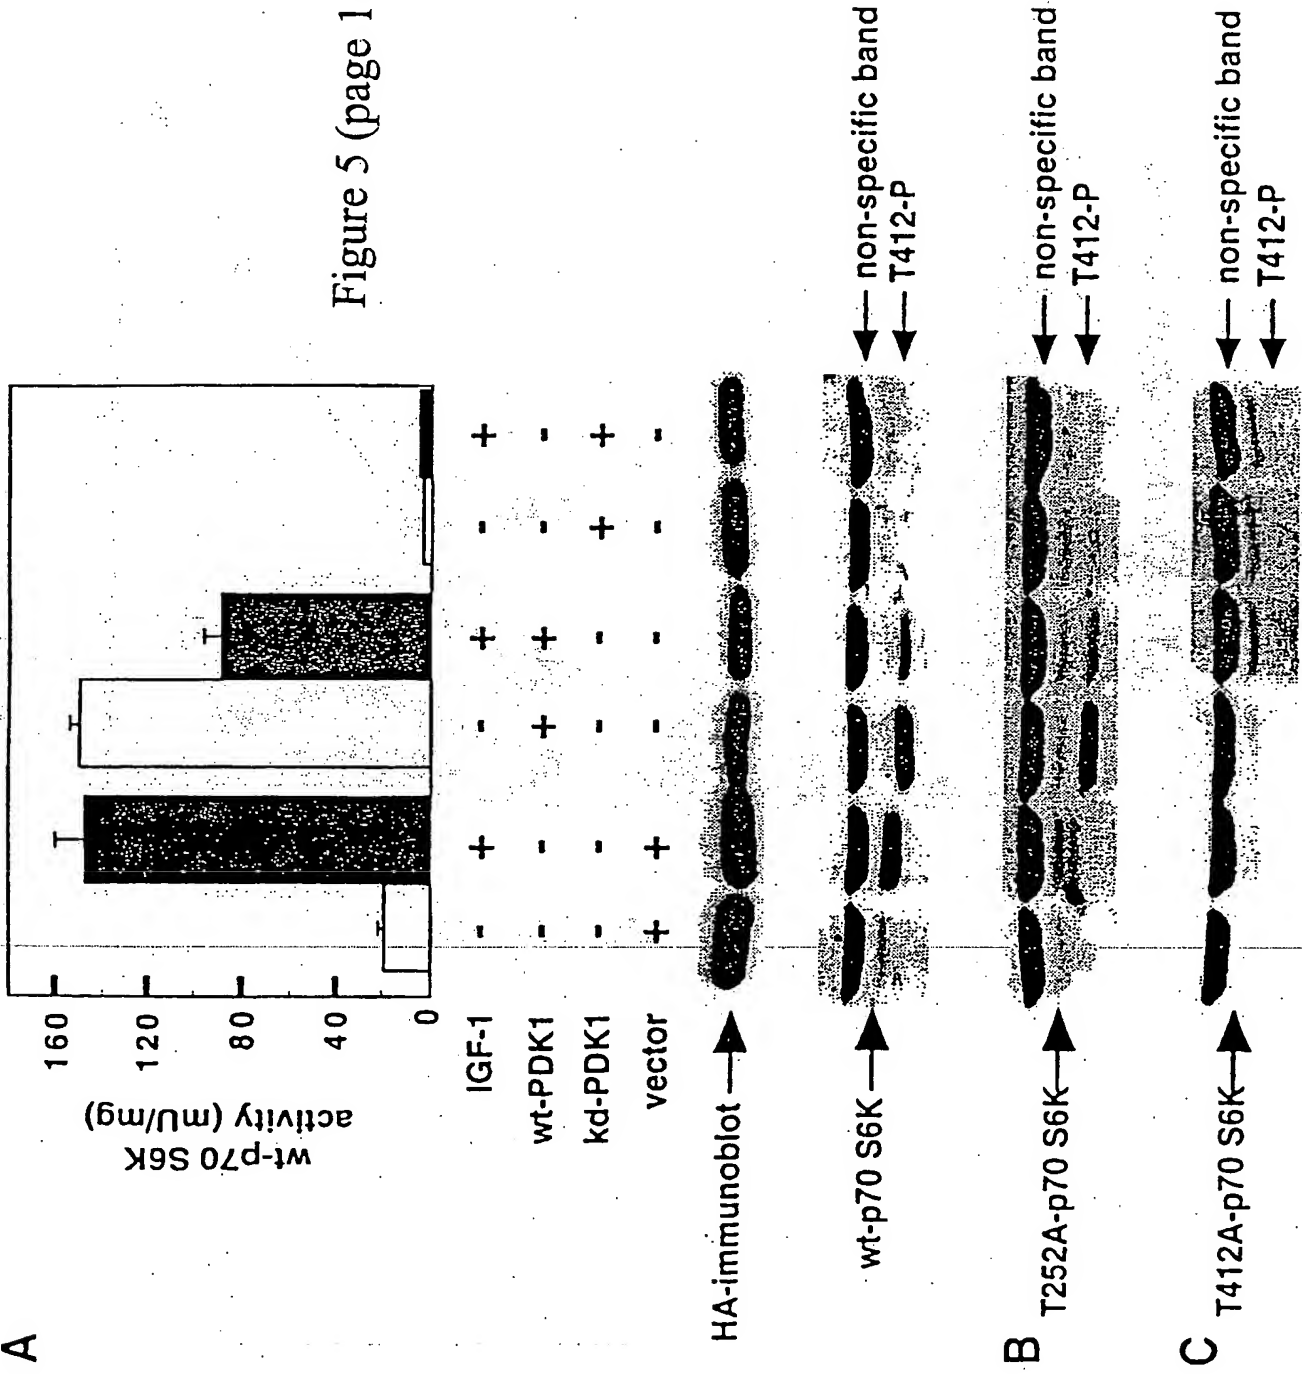 A
wt-p70 S6K
activity (mU/mg)
160
120
80
40
0
Figure 5 (page 1
IGF-1 - + - + - +
wt-PDK1 - - + + - -
kd-PDK1 - - - - + +
vector + + - - - -
HA-immunoblot
wt-p70 S6K
non-specific band
T412-P
B
T252A-p70 S6K
non-specific band
T412-P
C
T412A-p70 S6K
non-specific band
T412-P